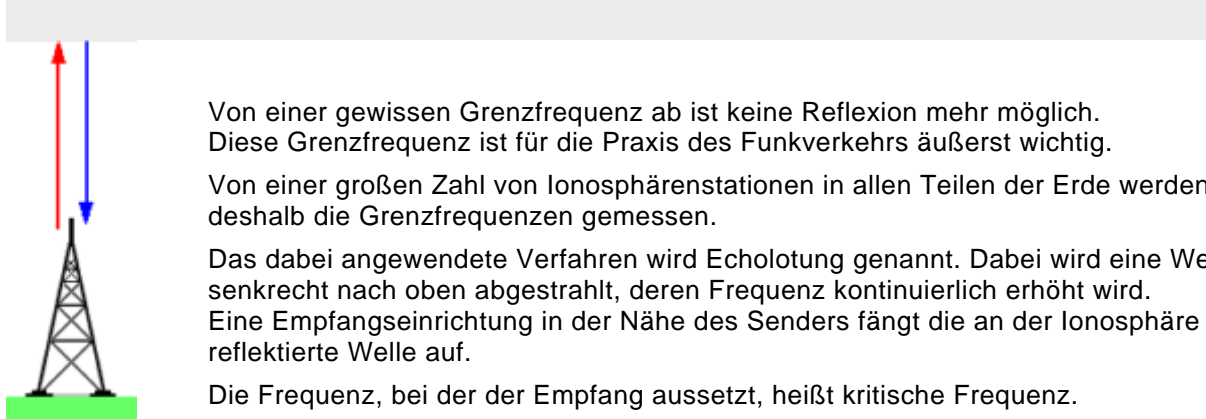 Von einer gewissen Grenzfrequenz ab ist keine Reflexion mehr möglich.
Diese Grenzfrequenz ist für die Praxis des Funkverkehrs äußerst wichtig.
Von einer großen Zahl von Ionosphärenstationen in allen Teilen der Erde werden
deshalb die Grenzfrequenzen gemessen.
Das dabei angewendete Verfahren wird Echolotung genannt. Dabei wird eine
senkrecht nach oben abgestrahlt, deren Frequenz kontinuierlich erhöht wird.
Eine Empfangseinrichtung in der Nähe des Senders fängt die an der Ionosphäre
reflektierte Welle auf.
Die Frequenz, bei der der Empfang aussetzt, heißt kritische Frequenz.